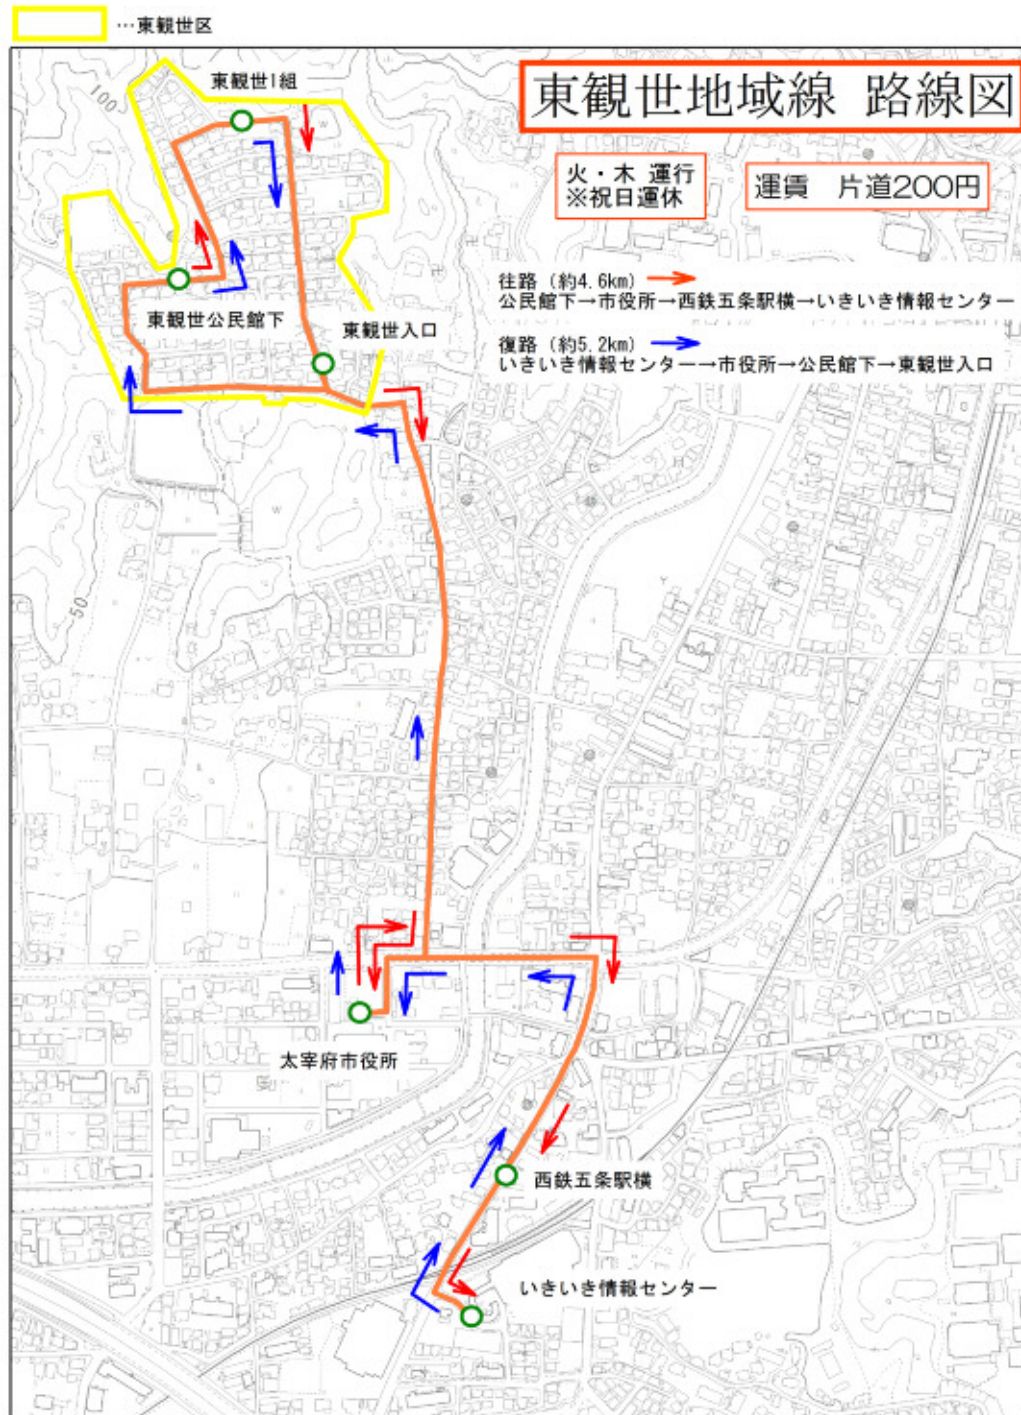 …東観世区
東観世地域線 路線図
火・木 運行
※祝日運休
運賃 片道200円
往路（約4.6km）
公民館下→市役所→西鉄五条駅横→いきいき情報センター
復路（約5.2km）
いきいき情報センター→市役所→公民館下→東観世入口
100
東観世1組
東観世公民館下
東観世入口
50
太宰府市役所
西鉄五条駅横
いきいき情報センター